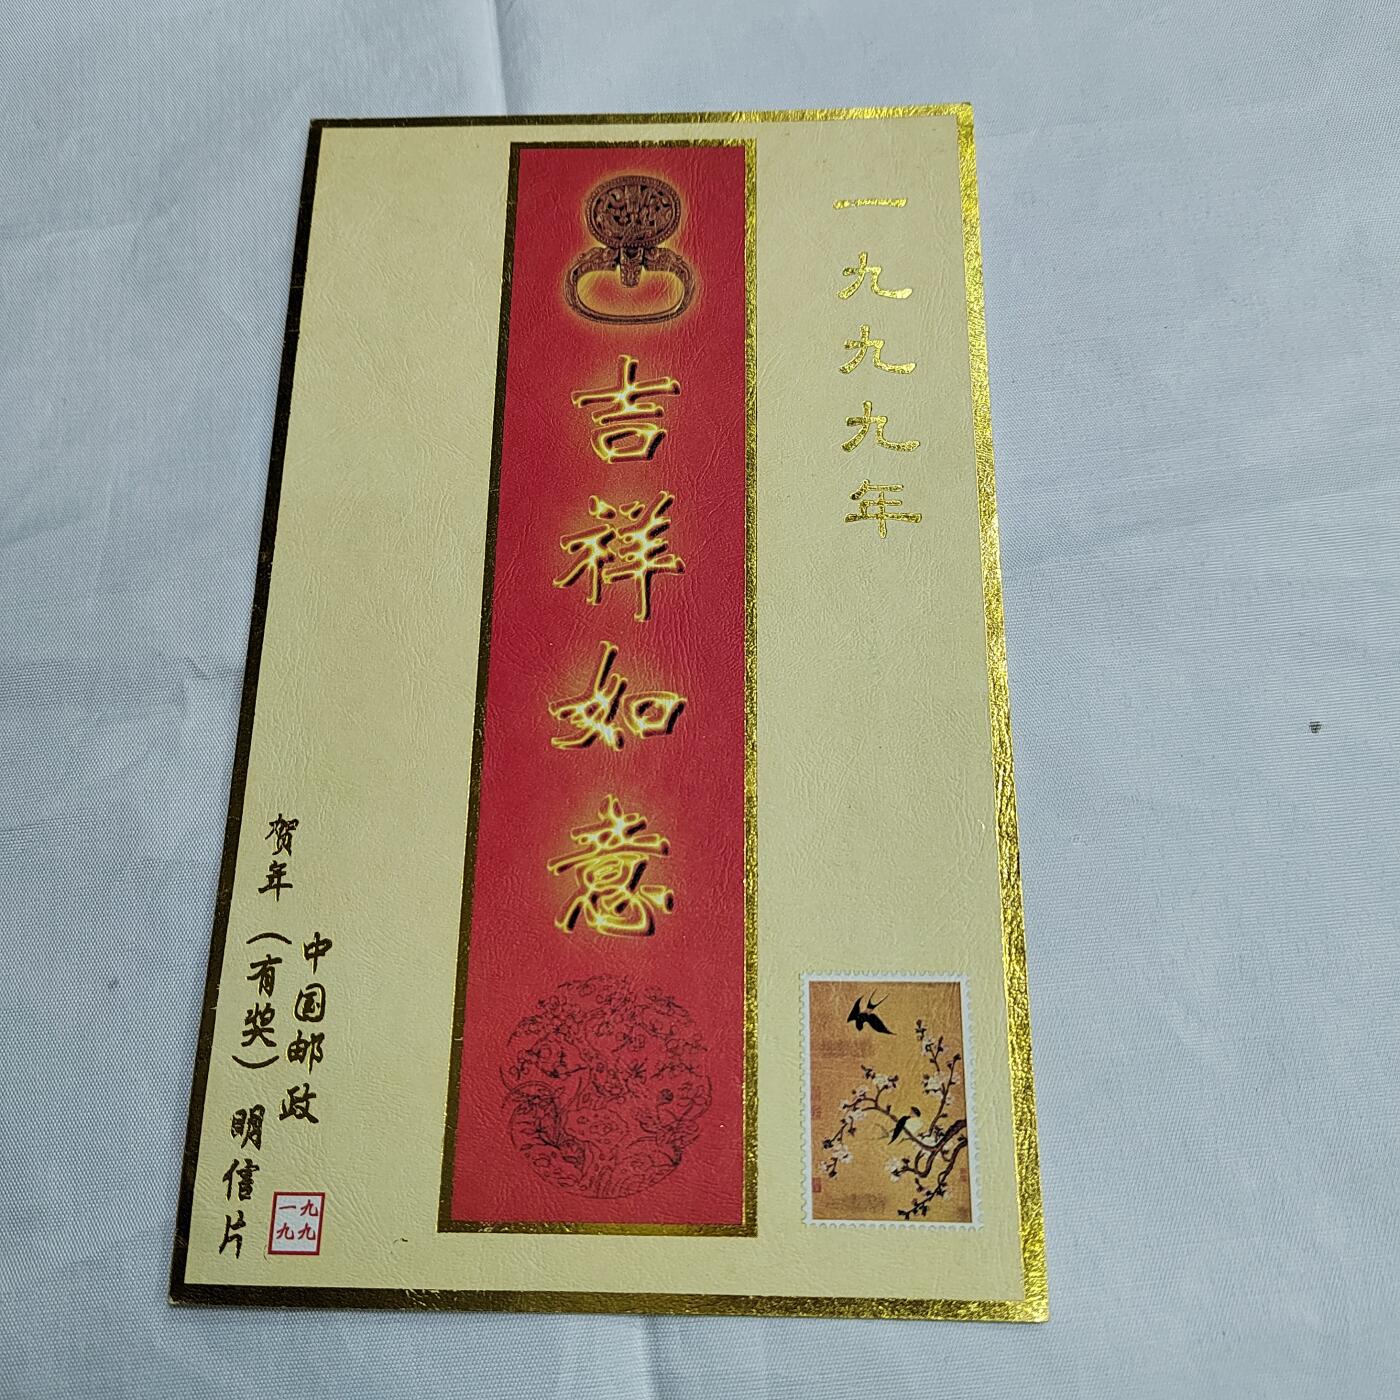 一九九九年
吉祥如意
中国邮政
贺年（有奖）明信片
一九
九九